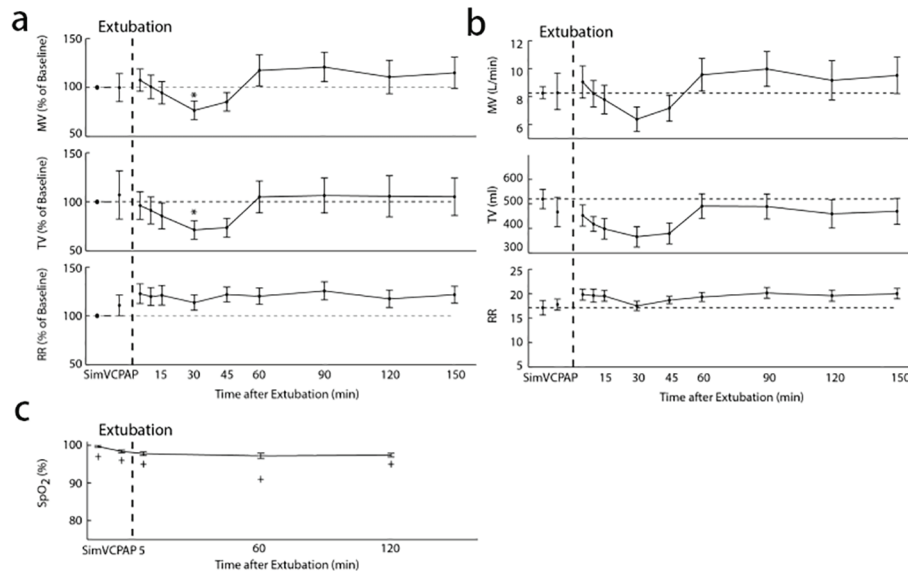 a
Extubation
150
100
50
MV (% of Baseline)
*
150
100
50
TV (% of Baseline)
*
150
100
50
RR (% of Baseline)
SimVCPAP 15 30 45 60 90 120 150
Time after Extubation (min)
b
Extubation
12
10
8
6
MV (L/min)
600
500
400
300
TV (ml)
25
20
15
10
5
RR
SimVCPAP 15 30 45 60 90 120 150
Time after Extubation (min)
c
Extubation
100
90
80
SpO2 (%)
+ + + + +
SimVCPAP 5 60 120
Time after Extubation (min)